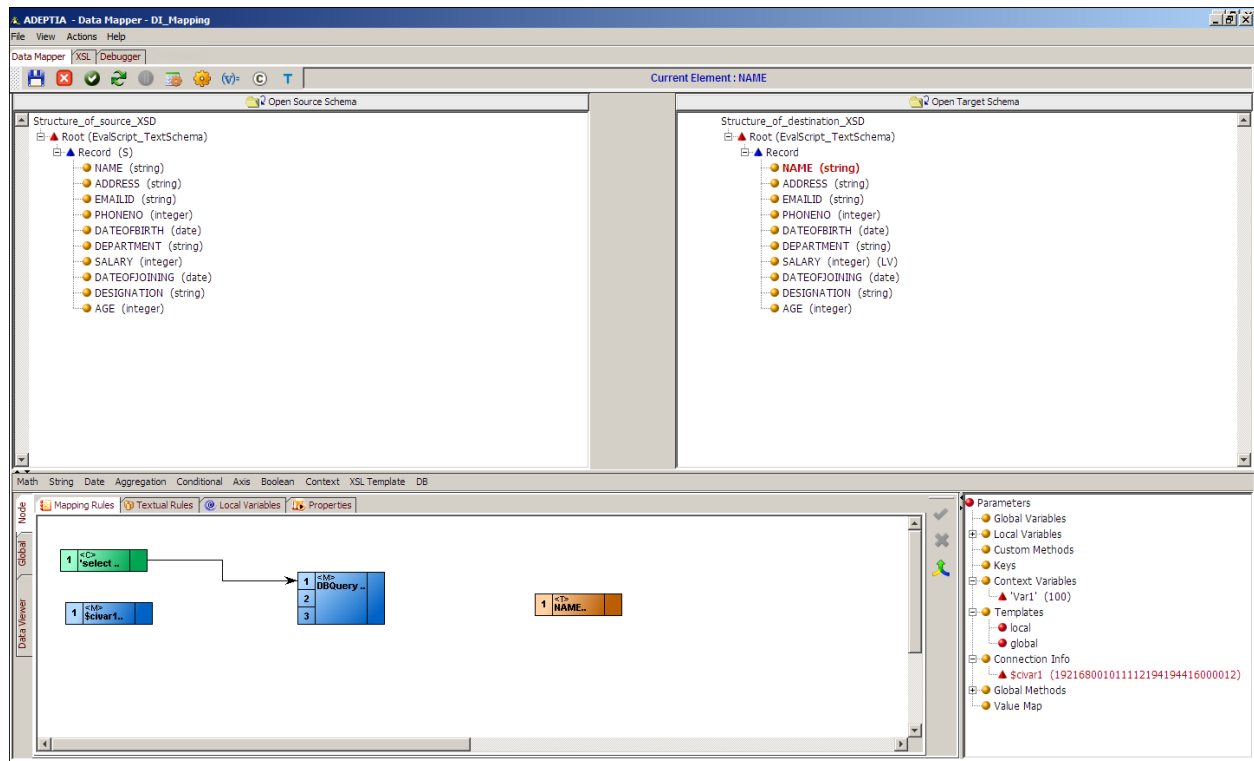 ADEPTIA - Data Mapper - DI_Mapping
File View Actions Help
Data Mapper XSL Debugger
(v)= C T Current Element : NAME
Open Source Schema
Open Target Schema
Structure_of_source_XSD
Root (EvalScript_TextSchema)
Record (S)
NAME (string)
ADDRESS (string)
EMAILID (string)
PHONENO (integer)
DATEOFBIRTH (date)
DEPARTMENT (string)
SALARY (integer)
DATEOFJOINING (date)
DESIGNATION (string)
AGE (integer)
Structure_of_destination_XSD
Root (EvalScript_TextSchema)
Record
NAME (string)
ADDRESS (string)
EMAILID (string)
PHONENO (integer)
DATEOFBIRTH (date)
DEPARTMENT (string)
SALARY (integer) (LV)
DATEOFJOINING (date)
DESIGNATION (string)
AGE (integer)
Math String Date Aggregation Conditional Axis Boolean Context XSL Template DB
Node
Global
Data Viewer
Mapping Rules Textual Rules Local Variables Properties
1 <C> 'select ..
1 <M> $civar1..
1 <M> DBQuery ..
2
3
1 <T> NAME..
Parameters
Global Variables
Local Variables
Custom Methods
Keys
Context Variables
'Var1' (100)
Templates
local
global
Connection Info
$civar1 (192168001011112194194416000012)
Global Methods
Value Map